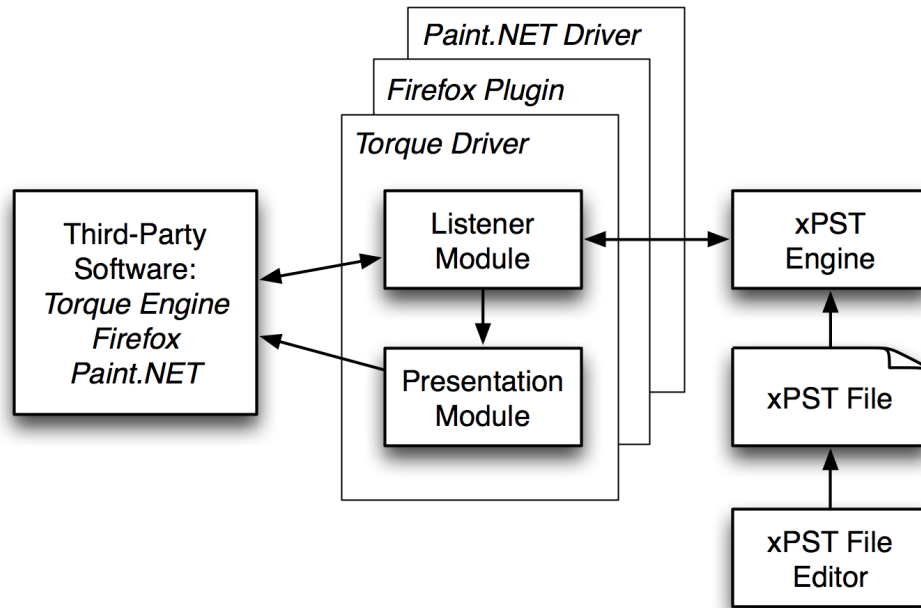 Paint.NET Driver
Firefox Plugin
Torque Driver
Third-Party
Software:
Torque Engine
Firefox
Paint.NET
Listener
Module
Presentation
Module
xPST
Engine
xPST File
xPST File
Editor